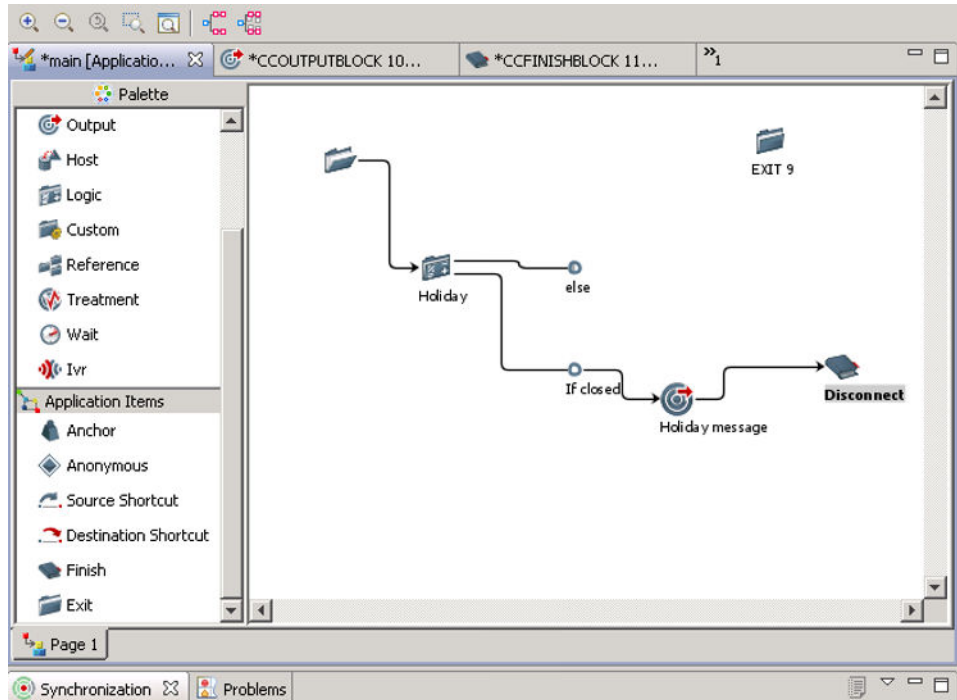 *main [Applicatio...
*CCOUTPUTBLOCK 10...
*CCFINISHBLOCK 11...
»1
Palette
Output
Host
Logic
Custom
Reference
Treatment
Wait
Ivr
Application Items
Anchor
Anonymous
Source Shortcut
Destination Shortcut
Finish
Exit
EXIT 9
Holiday
else
If closed
Holiday message
Disconnect
Page 1
Synchronization
Problems